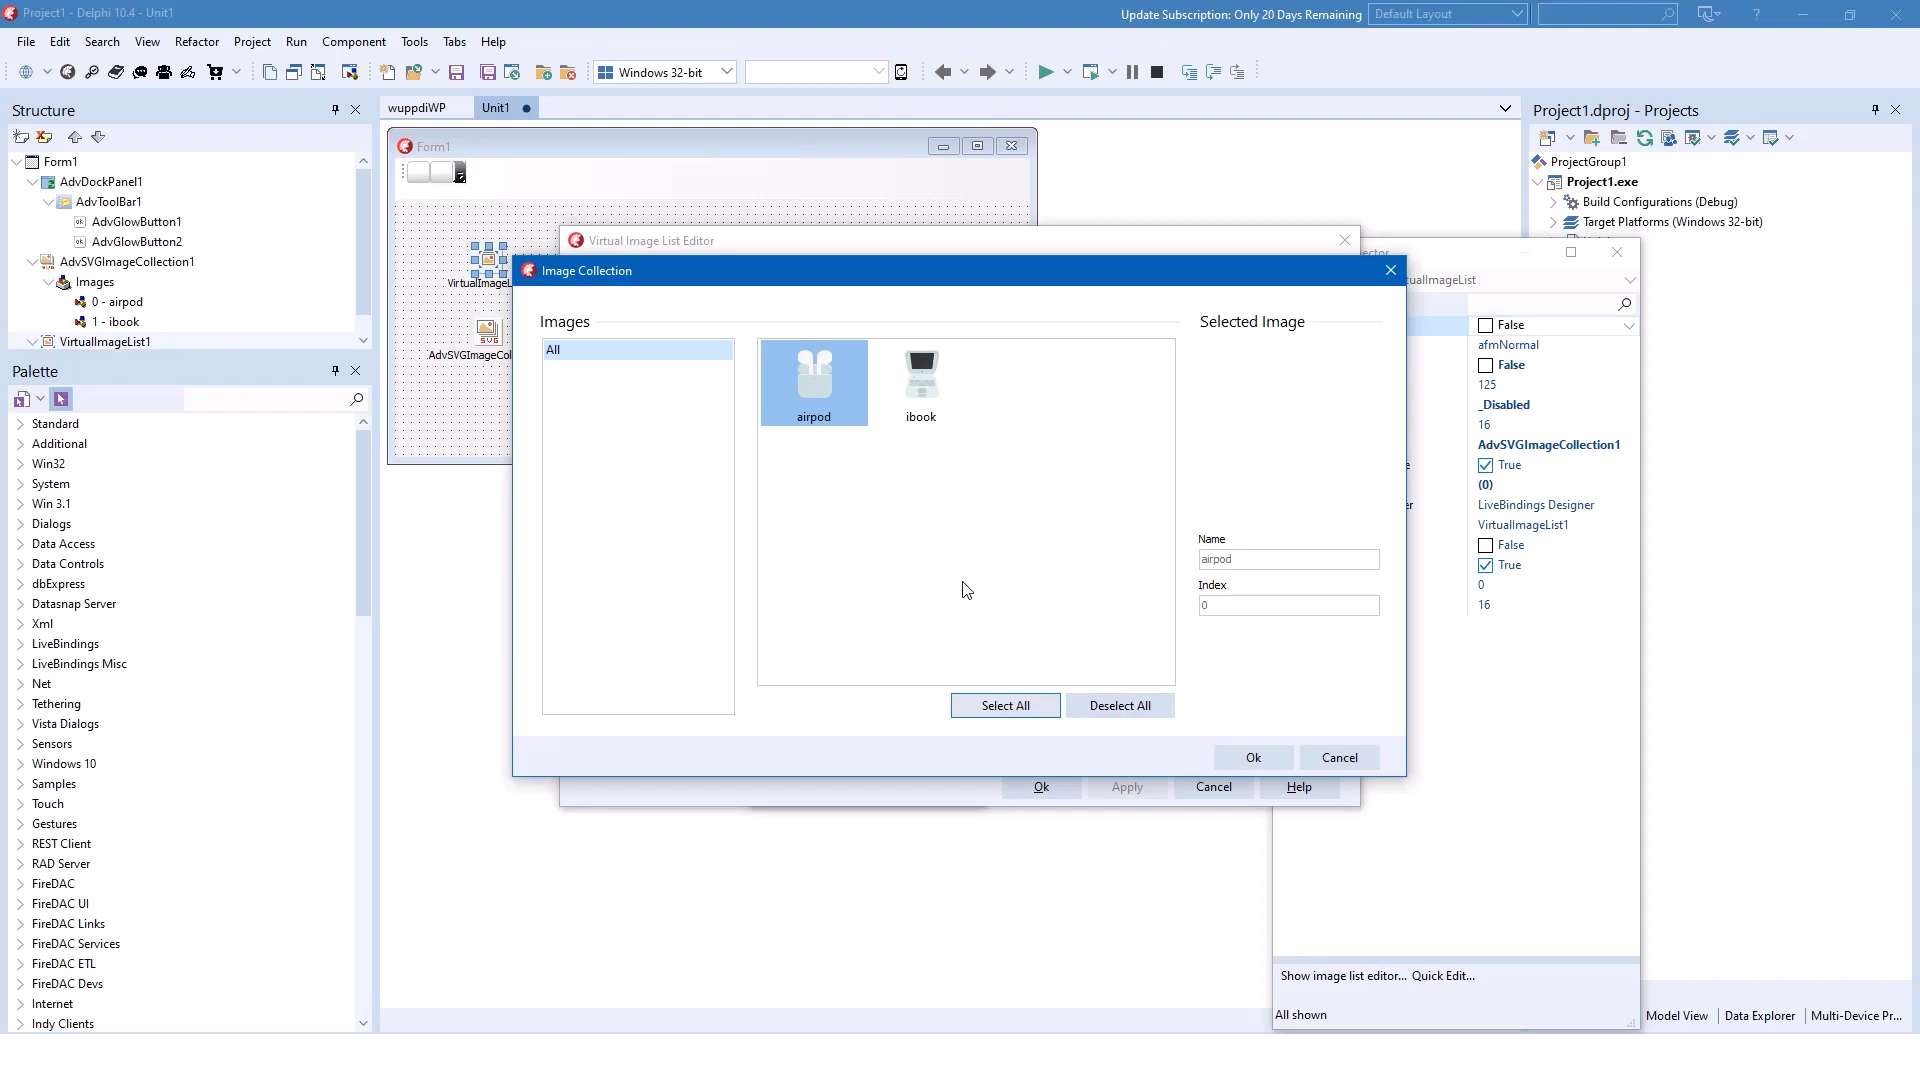 Project1 - Delphi 10.4 - Unit1
Update Subscription: Only 20 Days Remaining
Default Layout
File Edit Search View Refactor Project Run Component Tools Tabs Help
Windows 32-bit
Structure
Form1
AdvDockPanel1
AdvToolBar1
AdvGlowButton1
AdvGlowButton2
AdvSVGImageCollection1
Images
0 - airpod
1 - ibook
VirtualImageList1
Palette
Standard
Additional
Win32
System
Win 3.1
Dialogs
Data Access
Data Controls
dbExpress
Datasnap Server
Xml
LiveBindings
LiveBindings Misc
Net
Tethering
Vista Dialogs
Sensors
Windows 10
Samples
Touch
Gestures
REST Client
RAD Server
FireDAC
FireDAC UI
FireDAC Links
FireDAC Services
FireDAC ETL
FireDAC Devs
Internet
Indy Clients
wuppdiWP
Unit1
Form1
VirtualImageL
SVG
AdvSVGImageCol
Virtual Image List Editor
Image Collection
Images
All
airpod
ibook
Selected Image
Name
airpod
Index
0
Select All
Deselect All
Ok
Cancel
Ok
Apply
Cancel
Help
ector
tualImageList
False
afmNormal
False
125
_Disabled
16
AdvSVGImageCollection1
e
True
(0)
er
LiveBindings Designer
VirtualImageList1
False
True
0
16
Show image list editor... Quick Edit...
All shown
Project1.dproj - Projects
ProjectGroup1
Project1.exe
Build Configurations (Debug)
Target Platforms (Windows 32-bit)
Model View
Data Explorer
Multi-Device Pr...